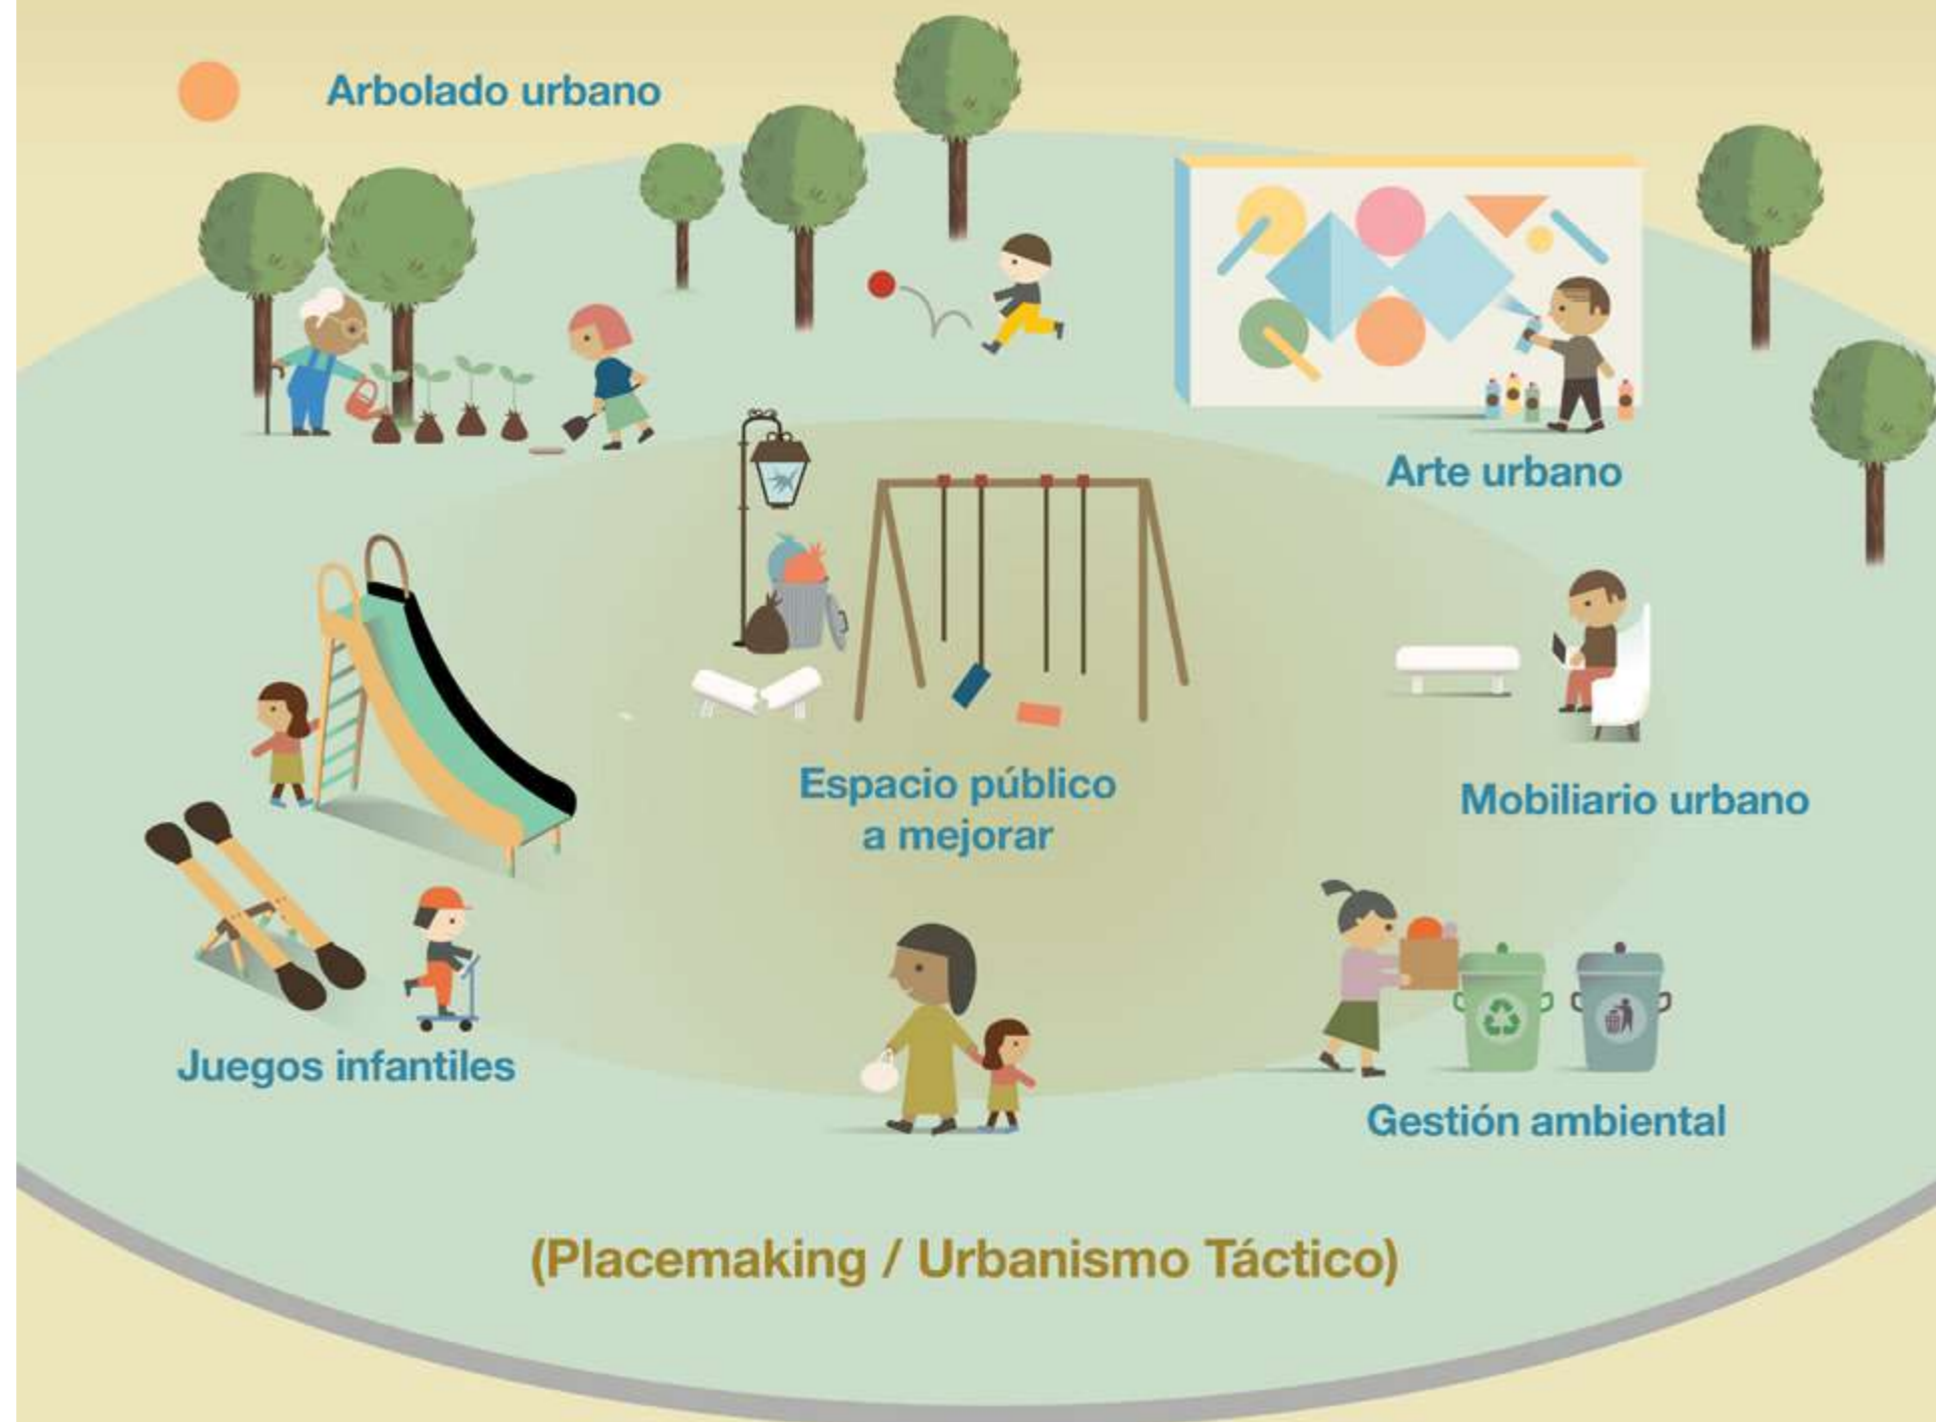 Arbolado urbano
Arte urbano
Espacio público
a mejorar
Mobiliario urbano
Juegos infantiles
Gestión ambiental
(Placemaking / Urbanismo Táctico)